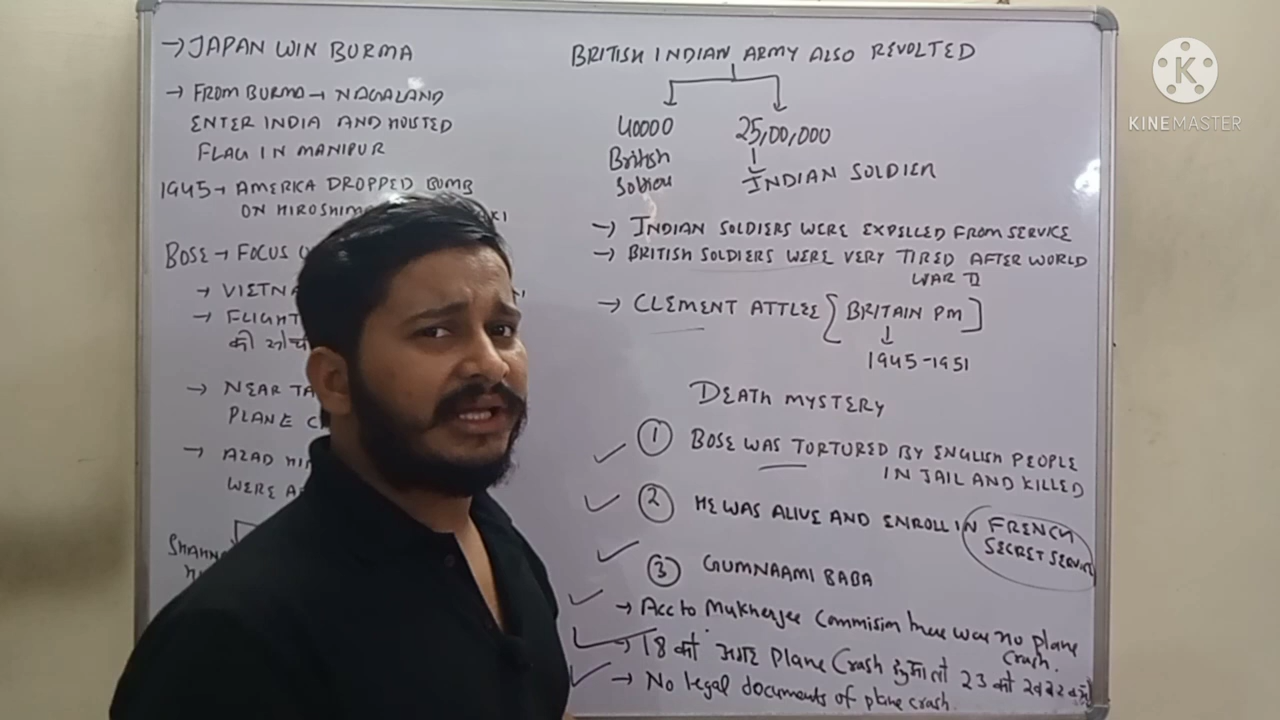 → JAPAN WIN BURMA
→ FROM BURMA → NAGALAND
ENTER INDIA AND HOISTED
FLAG IN MANIPUR
1945 → AMERICA DROPPED BUMB
ON HIROSHIM KI
BOSE → FOCUS
→ VIETN
→ FLIGHT
→ NEAR TA
PLANE C
→ AZAD HI
WERE A
BRITISH INDIAN ARMY ALSO REVOLTED
40000 25,00,000
British
INDIAN SOLDIER
→ INDIAN SOLDIERS WERE EXPELLED FROM SERVICE
→ BRITISH SOLDIERS WERE VERY TIRED AFTER WORLD
WAR II
→ CLEMENT ATTLEE [BRITAIN PM]
1945-1951
DEATH MYSTERY
1 BOSE WAS TORTURED BY ENGLISH PEOPLE
IN JAIL AND KILLED
2 HE WAS ALIVE AND ENROLL IN FRENCH
SECRET SERVICE
3 GUMNAAMI BABA
→ Acc to Mukherjee Commision there was no plane
crash.
→ 18 को अगर Plane Crash हुआ तो 23 को खबर क्यों
→ No legal documents of plane crash.
K
KINEMASTER